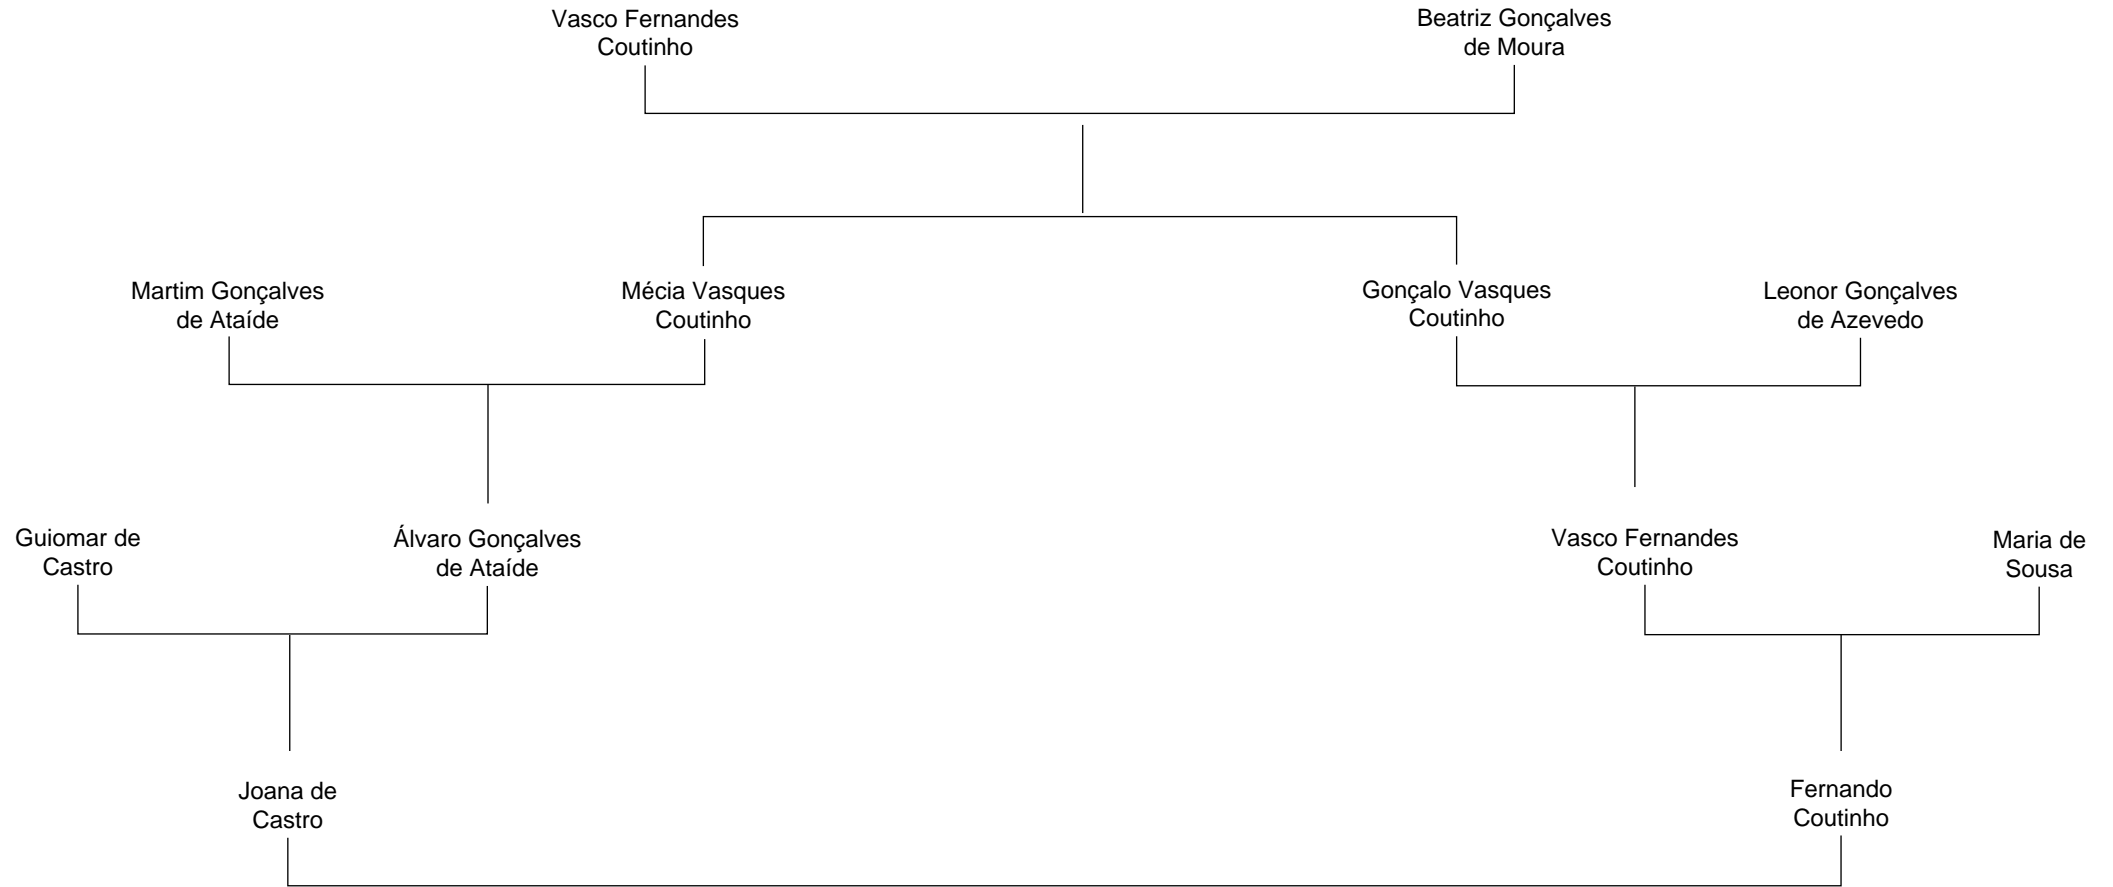 Vasco Fernandes
Coutinho
Beatriz Gonçalves
de Moura
Martim Gonçalves
de Ataíde
Mécia Vasques
Coutinho
Gonçalo Vasques
Coutinho
Leonor Gonçalves
de Azevedo
Guiomar de
Castro
Álvaro Gonçalves
de Ataíde
Vasco Fernandes
Coutinho
Maria de
Sousa
Joana de
Castro
Fernando
Coutinho